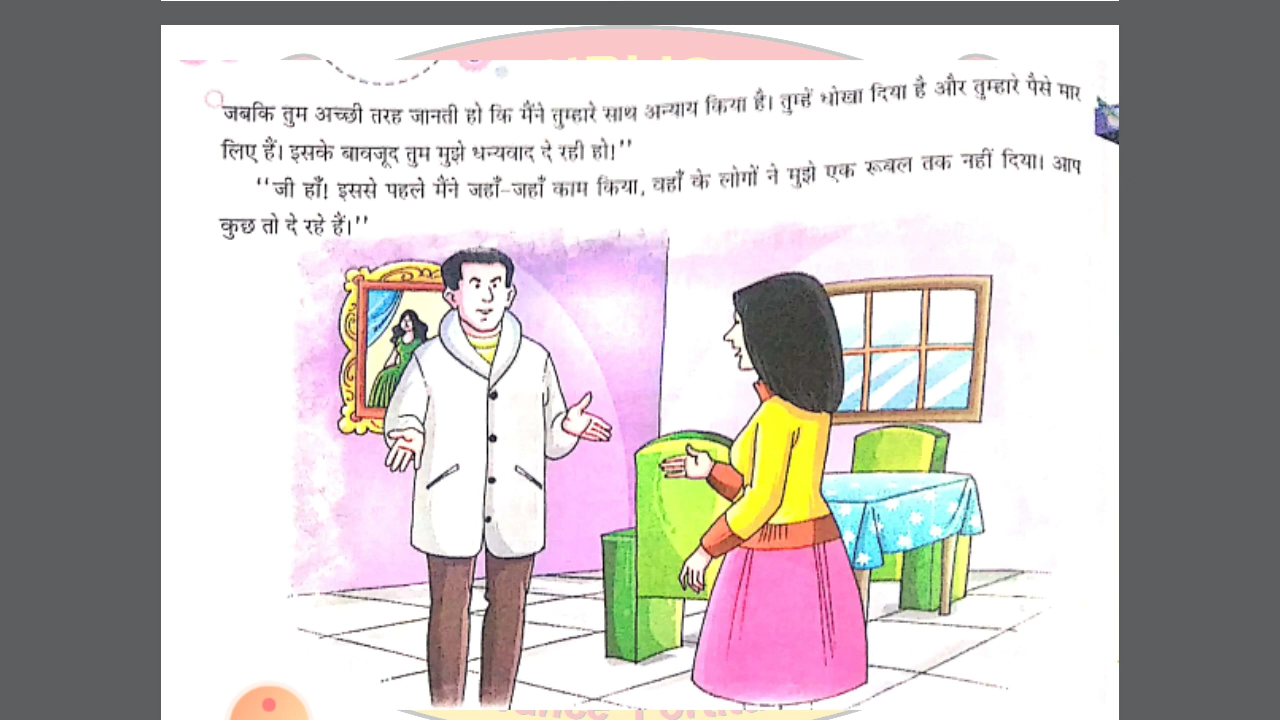 जबकि तुम अच्छी तरह जानती हो कि मैंने तुम्हारे साथ अन्याय किया है। तुम्हें धोखा दिया है और तुम्हारे पैसे मार
लिए हैं। इसके बावजूद तुम मुझे धन्यवाद दे रही हो!’’
‘‘जी हाँ! इससे पहले मैंने जहाँ-जहाँ काम किया, वहाँ के लोगों ने मुझे एक रूबल तक नहीं दिया। आप
कुछ तो दे रहे हैं।’’